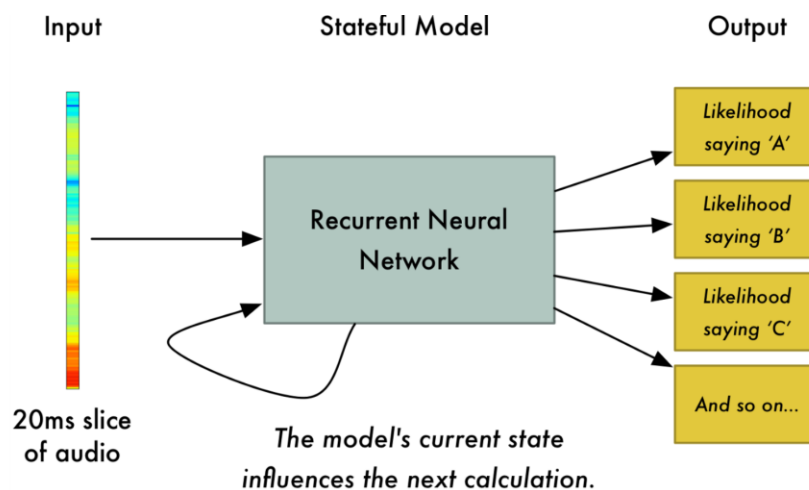 Input
Stateful Model
Output
20ms slice
of audio
Recurrent Neural
Network
The model's current state
influences the next calculation.
Likelihood
saying ‘A’
Likelihood
saying ‘B’
Likelihood
saying ‘C’
And so on...